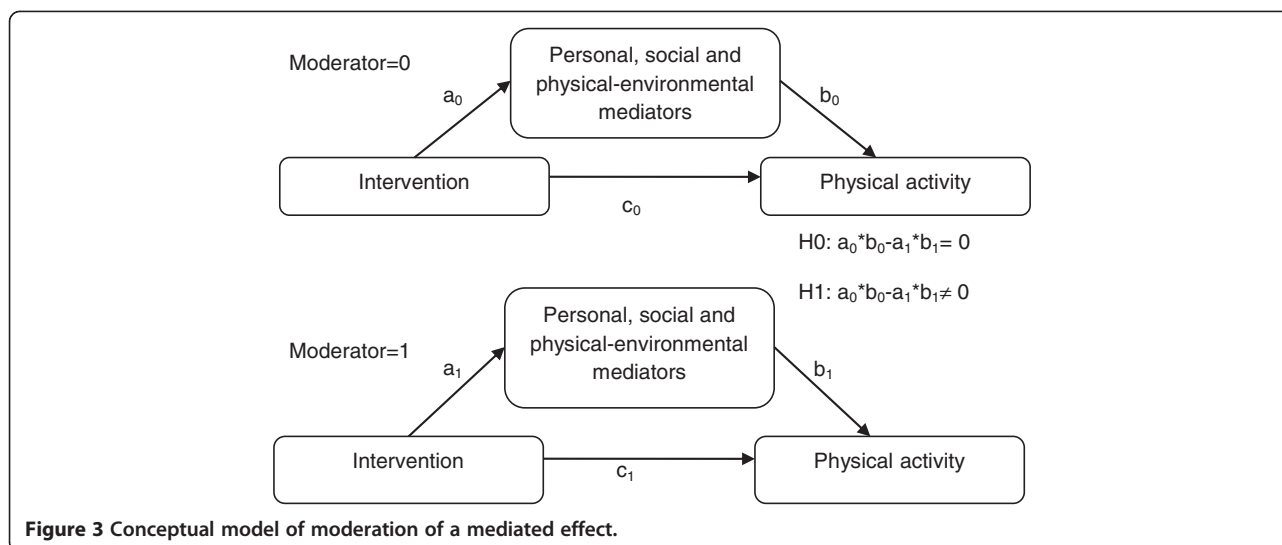 Moderator=0
Personal, social and
physical-environmental
mediators
a₀
b₀
Intervention
Physical activity
c₀
H0: a₀*b₀-a₁*b₁= 0
H1: a₀*b₀-a₁*b₁≠ 0
Moderator=1
Personal, social and
physical-environmental
mediators
a₁
b₁
Intervention
Physical activity
c₁
Figure 3 Conceptual model of moderation of a mediated effect.